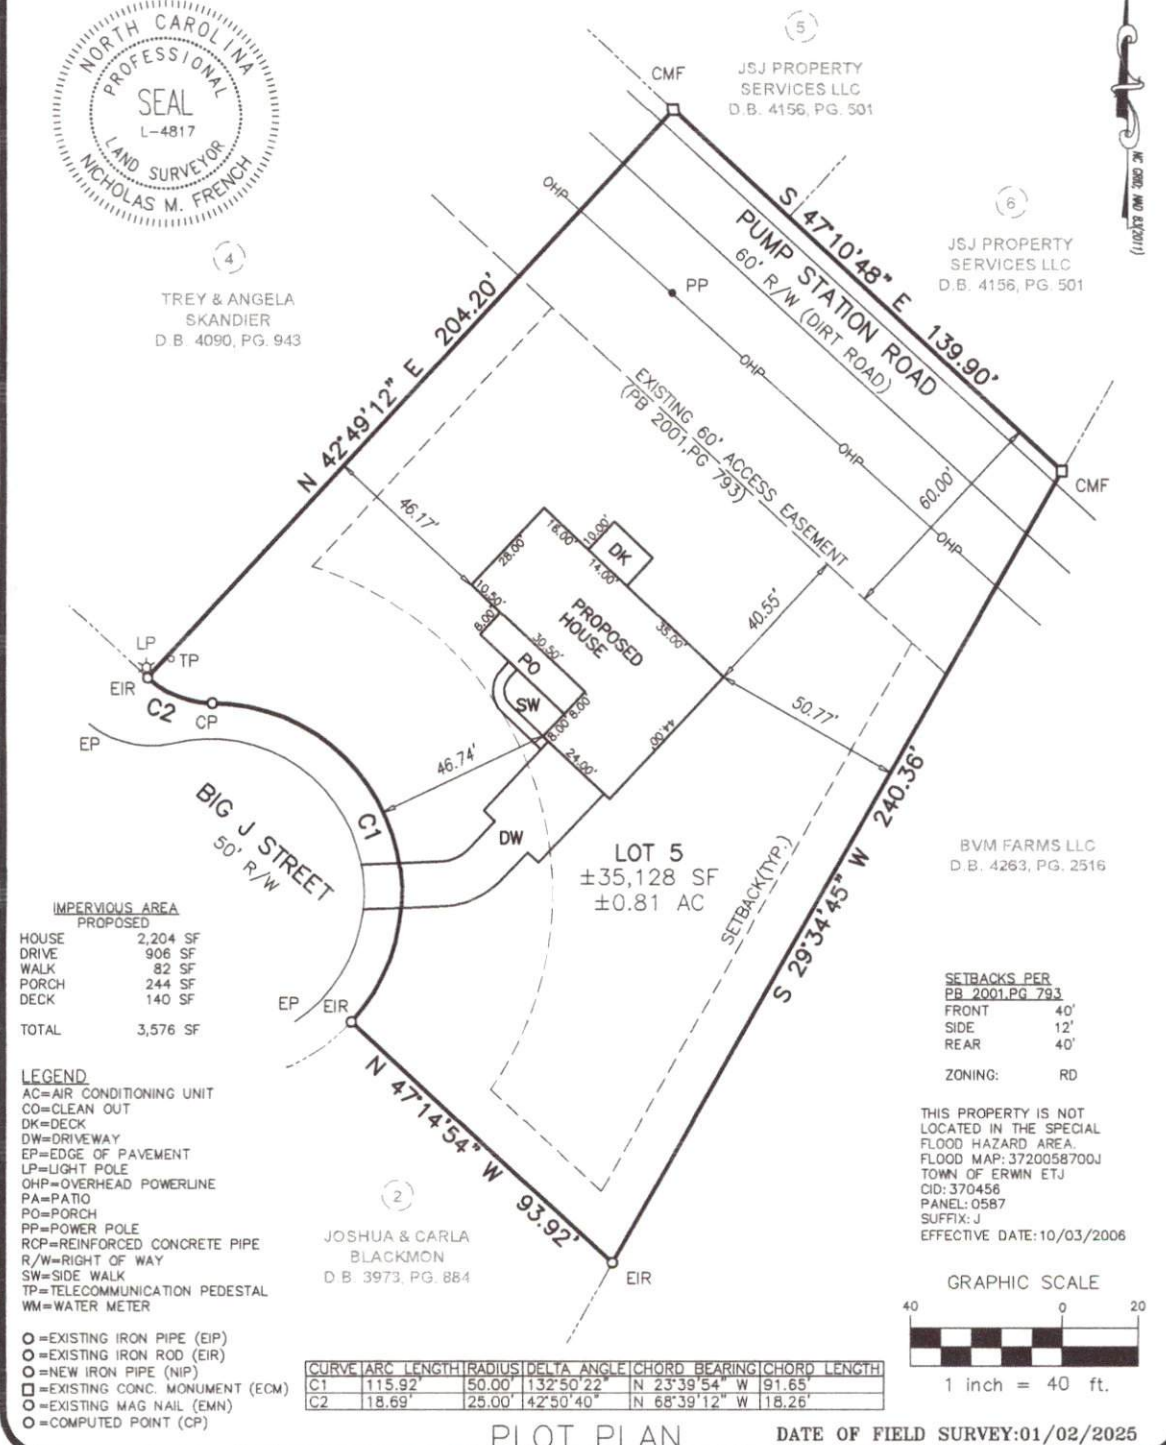 NORTH CAROLINA
PROFESSIONAL
SEAL
L-4817
LAND SURVEYOR
NICHOLAS M. FRENCH
5
JSJ PROPERTY
SERVICES LLC
D.B. 4156, PG. 501
CMF
NC GRID, NAD 83(2011)
4
TREY & ANGELA
SKANDIER
D.B. 4090, PG. 943
6
JSJ PROPERTY
SERVICES LLC
D.B. 4156, PG. 501
S 47°10'48" E 139.90'
PUMP STATION ROAD
60' R/W (DIRT ROAD)
OHP
PP
OHP
OHP
OHP
N 42°49'12" E 204.20'
EXISTING 60' ACCESS EASEMENT
(PB 2001,PG 793)
60.00'
CMF
46.17'
28.00'
16.00'
10.00'
DK
14.00'
35.00'
40.55'
10.50'
6.00'
30.50'
PROPOSED
HOUSE
PO
SW
8.00'
8.00'
24.00'
44.00'
50.77'
LP
TP
EIR
C2
CP
EP
46.74'
C1
BIG J STREET
50' R/W
DW
LOT 5
±35,128 SF
±0.81 AC
SETBACK(TYP.)
S 29°34'45" W 240.36'
BVM FARMS LLC
D.B. 4263, PG. 2516
IMPERVIOUS AREA
PROPOSED
HOUSE 2,204 SF
DRIVE 906 SF
WALK 82 SF
PORCH 244 SF
DECK 140 SF
TOTAL 3,576 SF
EP
EIR
N 47°14'54" W 93.92'
SETBACKS PER
PB 2001,PG 793
FRONT 40'
SIDE 12'
REAR 40'
ZONING: RD
LEGEND
AC=AIR CONDITIONING UNIT
CO=CLEAN OUT
DK=DECK
DW=DRIVEWAY
EP=EDGE OF PAVEMENT
LP=LIGHT POLE
OHP=OVERHEAD POWERLINE
PA=PATIO
PO=PORCH
PP=POWER POLE
RCP=REINFORCED CONCRETE PIPE
R/W=RIGHT OF WAY
SW=SIDE WALK
TP=TELECOMMUNICATION PEDESTAL
WM=WATER METER
=EXISTING IRON PIPE (EIP)
=EXISTING IRON ROD (EIR)
=NEW IRON PIPE (NIP)
=EXISTING CONC. MONUMENT (ECM)
=EXISTING MAG NAIL (EMN)
=COMPUTED POINT (CP)
2
JOSHUA & CARLA
BLACKMON
D.B. 3973, PG. 884
EIR
THIS PROPERTY IS NOT
LOCATED IN THE SPECIAL
FLOOD HAZARD AREA.
FLOOD MAP: 3720058700J
TOWN OF ERWIN ETJ
CID: 370456
PANEL: 0587
SUFFIX: J
EFFECTIVE DATE: 10/03/2006
GRAPHIC SCALE
40 0 20
1 inch = 40 ft.
CURVE ARC LENGTH RADIUS DELTA ANGLE CHORD BEARING CHORD LENGTH
C1 115.92' 50.00' 132°50'22" N 23°39'54" W 91.65'
C2 18.69' 25.00' 42°50'40" N 68°39'12" W 18.26'
PLOT PLAN
DATE OF FIELD SURVEY:01/02/2025